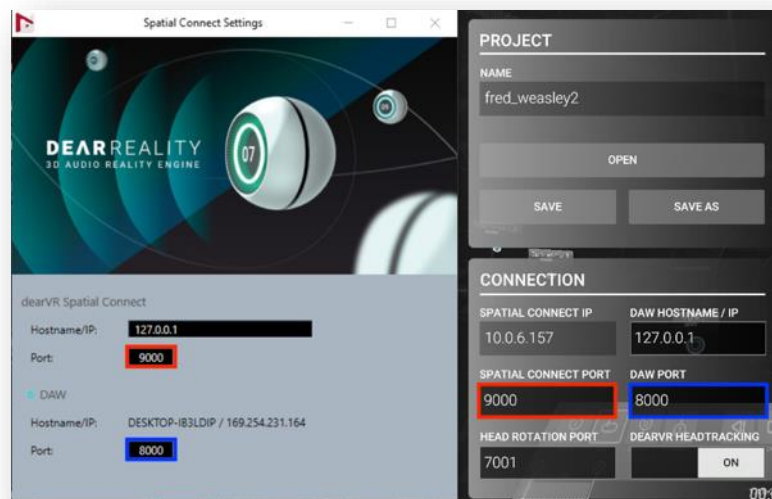 Spatial Connect Settings
DEARREALITY
3D AUDIO REALITY ENGINE
07
dearVR Spatial Connect
Hostname/IP: 127.0.0.1
Port: 9000
DAW
Hostname/IP: DESKTOP-IB3LDIP / 169.254.231.164
Port: 8000
PROJECT
NAME
fred_weasley2
OPEN
SAVE SAVE AS
CONNECTION
SPATIAL CONNECT IP DAW HOSTNAME / IP
10.0.6.157 127.0.0.1
SPATIAL CONNECT PORT DAW PORT
9000 8000
HEAD ROTATION PORT DEARVR HEADTRACKING
7001 ON